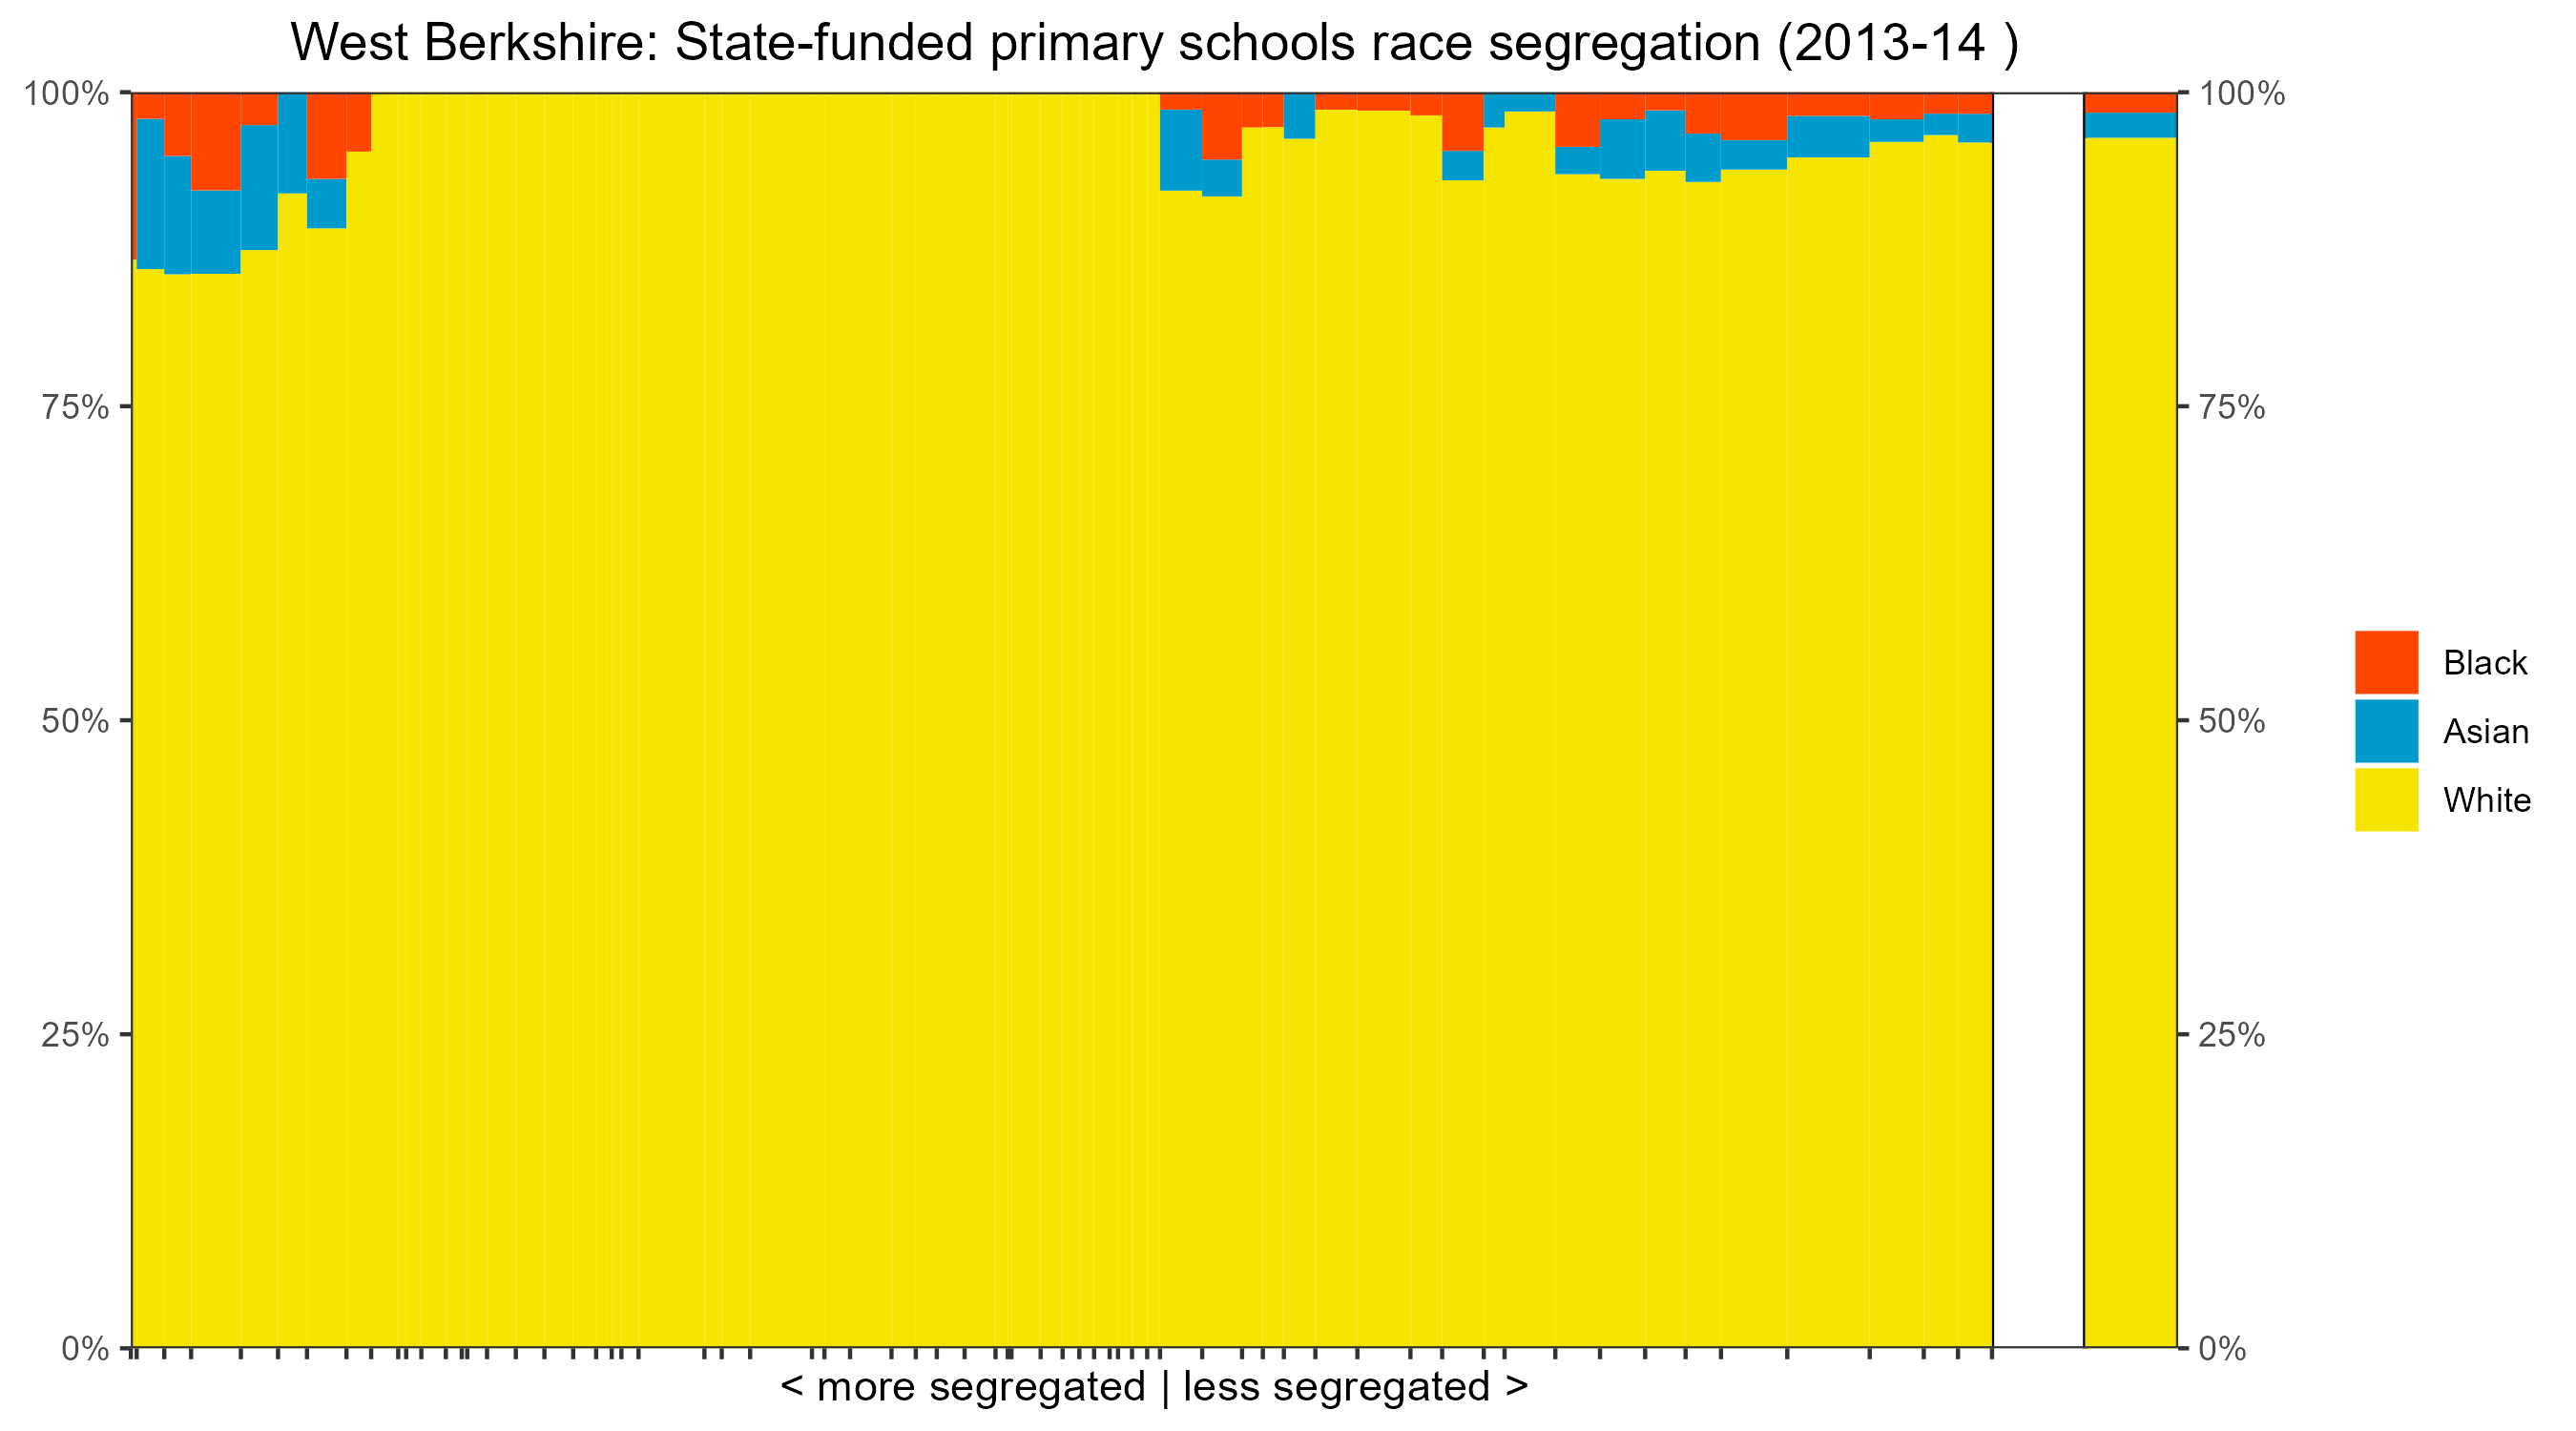 West Berkshire: State-funded primary schools race segregation (2013-14 )
100%
100%
75%
75%
50%
50%
25%
25%
0%
0%
Black
Asian
White
< more segregated | less segregated >